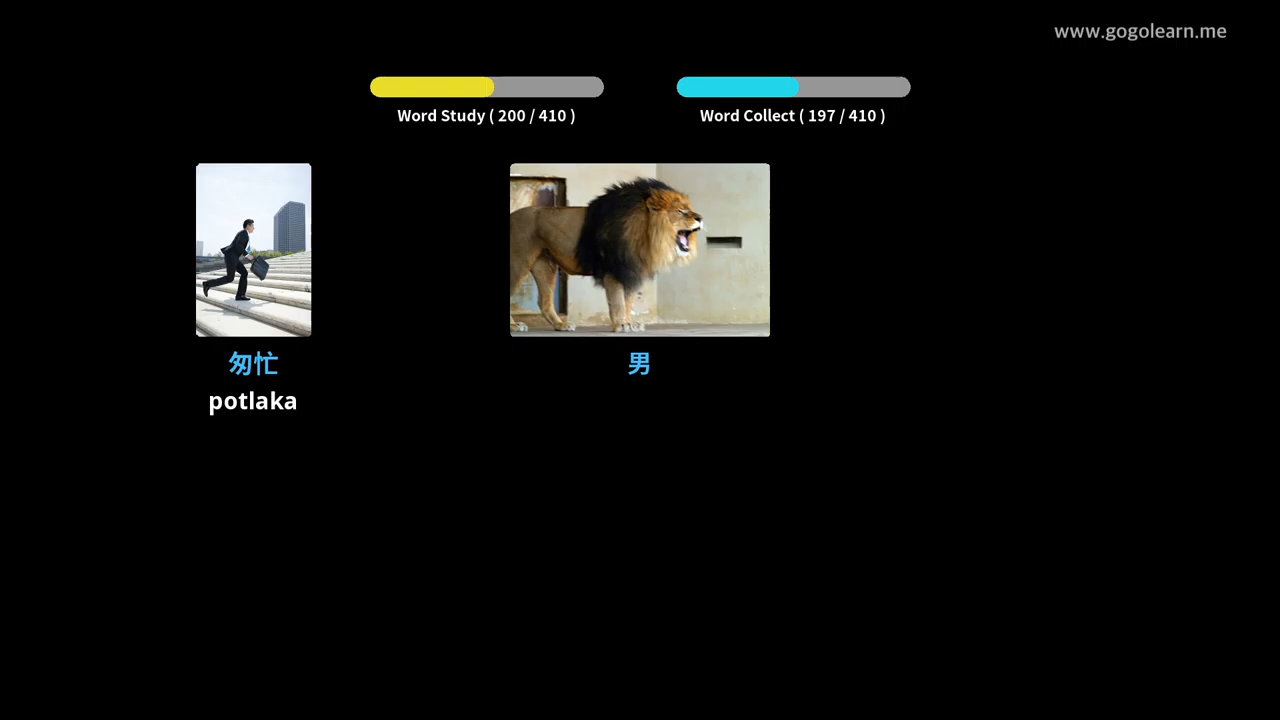 www.gogolearn.me
Word Study ( 200 / 410 )
Word Collect ( 197 / 410 )
匆忙
potlaka
男